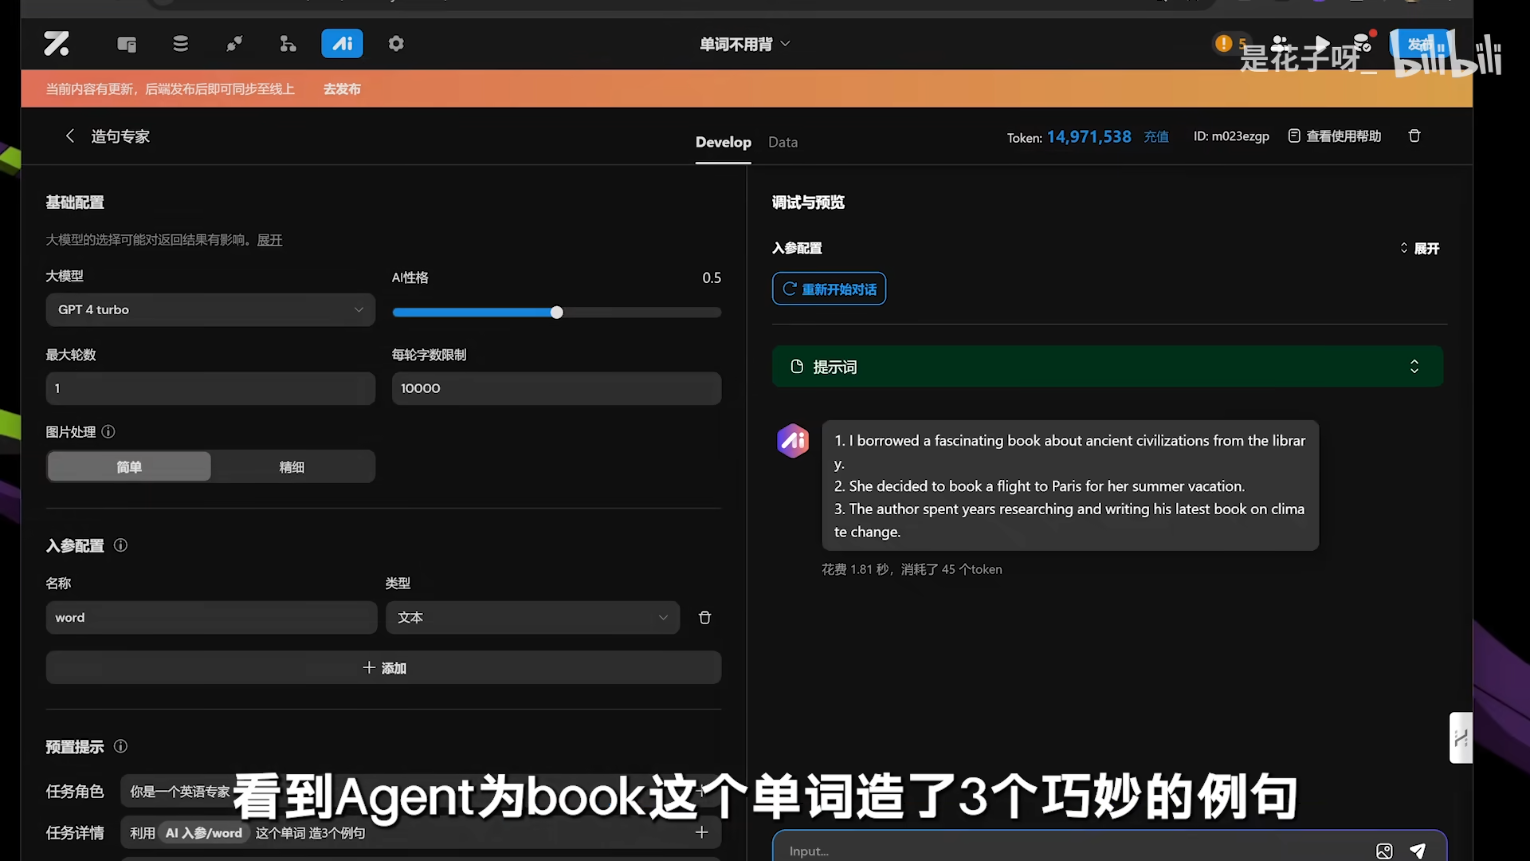 Ai
单词不用背
5
发布
是花子呀_
bilibili
当前内容有更新，后端发布后即可同步至线上
去发布
造句专家
Develop
Data
Token: 14,971,538
充值
ID: m023ezgp
查看使用帮助
基础配置
大模型的选择可能对返回结果有影响。展开
大模型
AI性格
0.5
GPT 4 turbo
最大轮数
每轮字数限制
1
10000
图片处理
简单
精细
入参配置
名称
类型
word
文本
添加
预置提示
任务角色
你是一个英语专家
任务详情
利用 AI 入参/word 这个单词 造3个例句
调试与预览
入参配置
展开
重新开始对话
提示词
1. I borrowed a fascinating book about ancient civilizations from the librar
y.
2. She decided to book a flight to Paris for her summer vacation.
3. The author spent years researching and writing his latest book on clima
te change.
花费 1.81 秒，消耗了 45 个token
看到Agent为book这个单词造了3个巧妙的例句
Input...